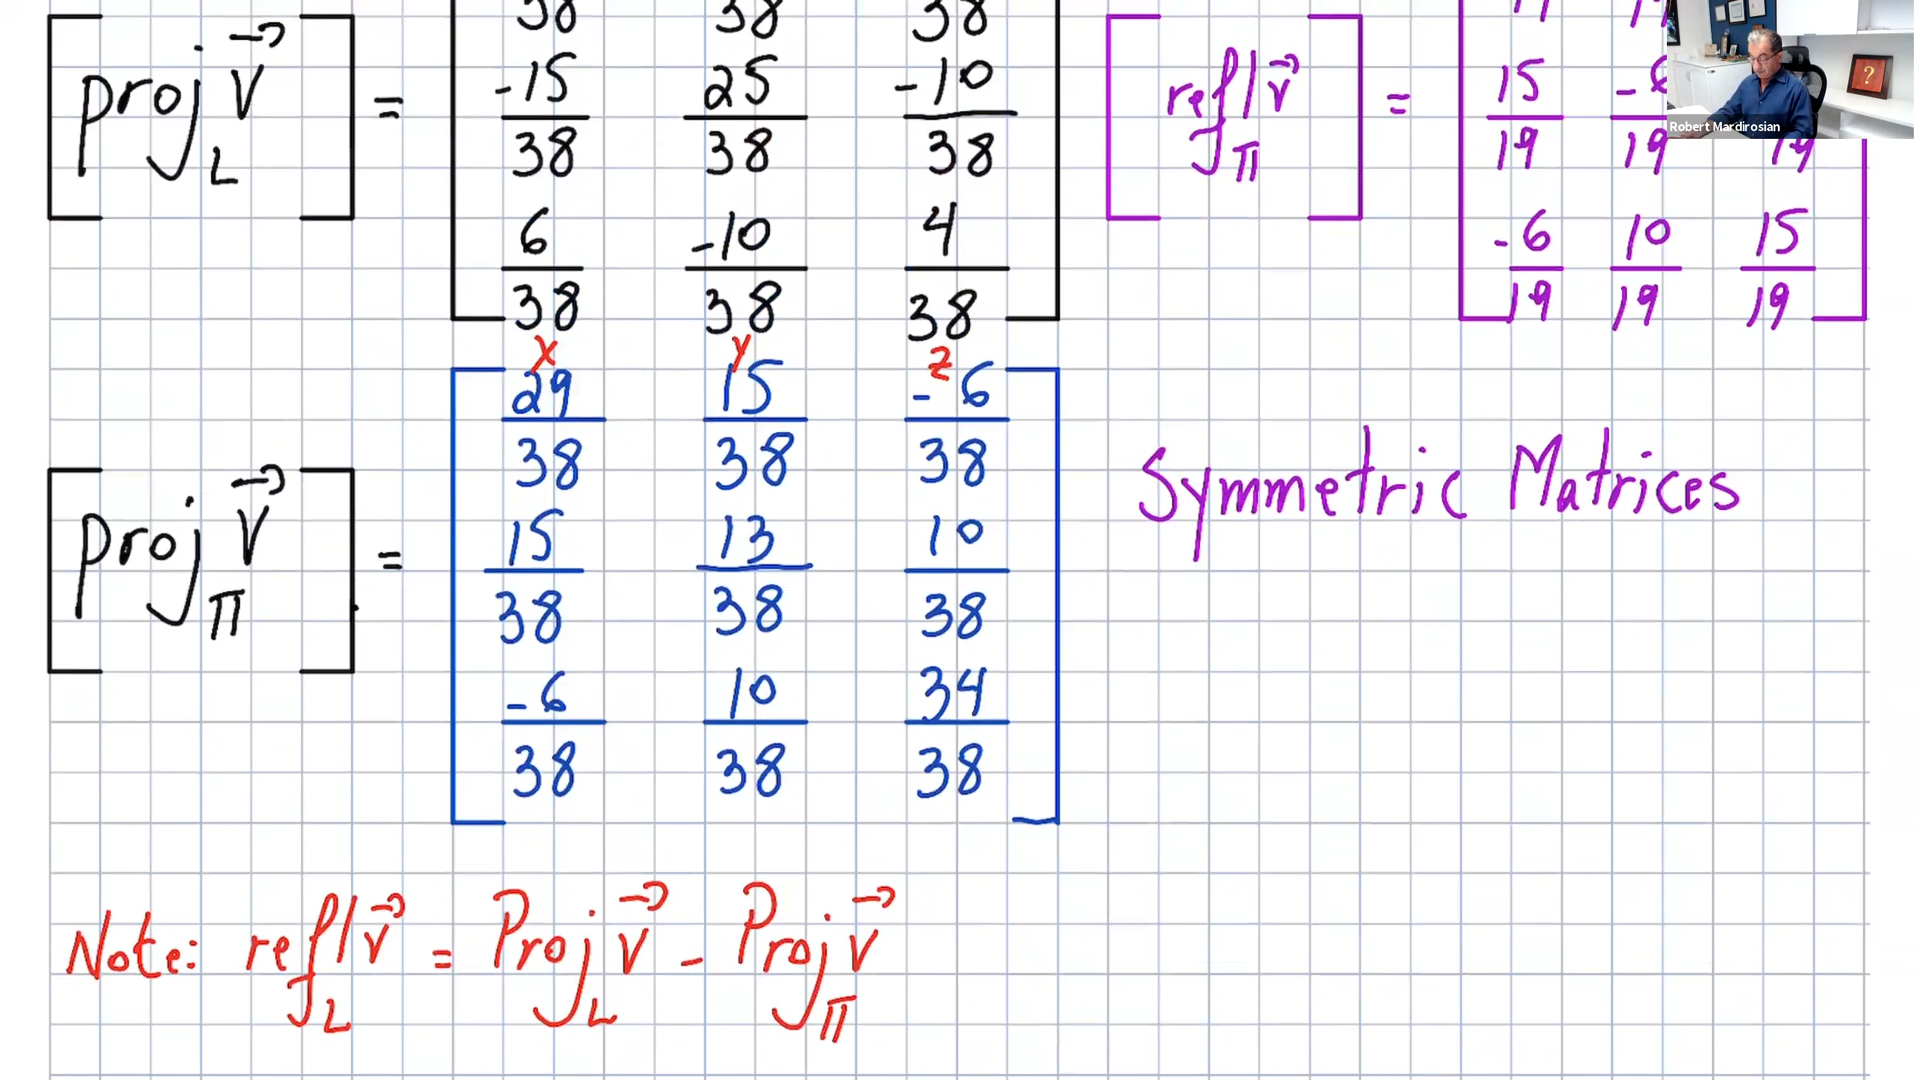 [proj_L v⃗] =
38 38 38
-15/38 25/38 -10/38
6/38 -10/38 4/38
[refl_π v⃗] =
15/19 19 19
-6/19 10/19 15/19
Robert Mardirosian
?
x y z
[proj_π v⃗] =
29/38 15/38 -6/38
15/38 13/38 10/38
-6/38 10/38 34/38
Symmetric Matrices
Note: refl_L v⃗ = Proj_L v⃗ - Proj_π v⃗